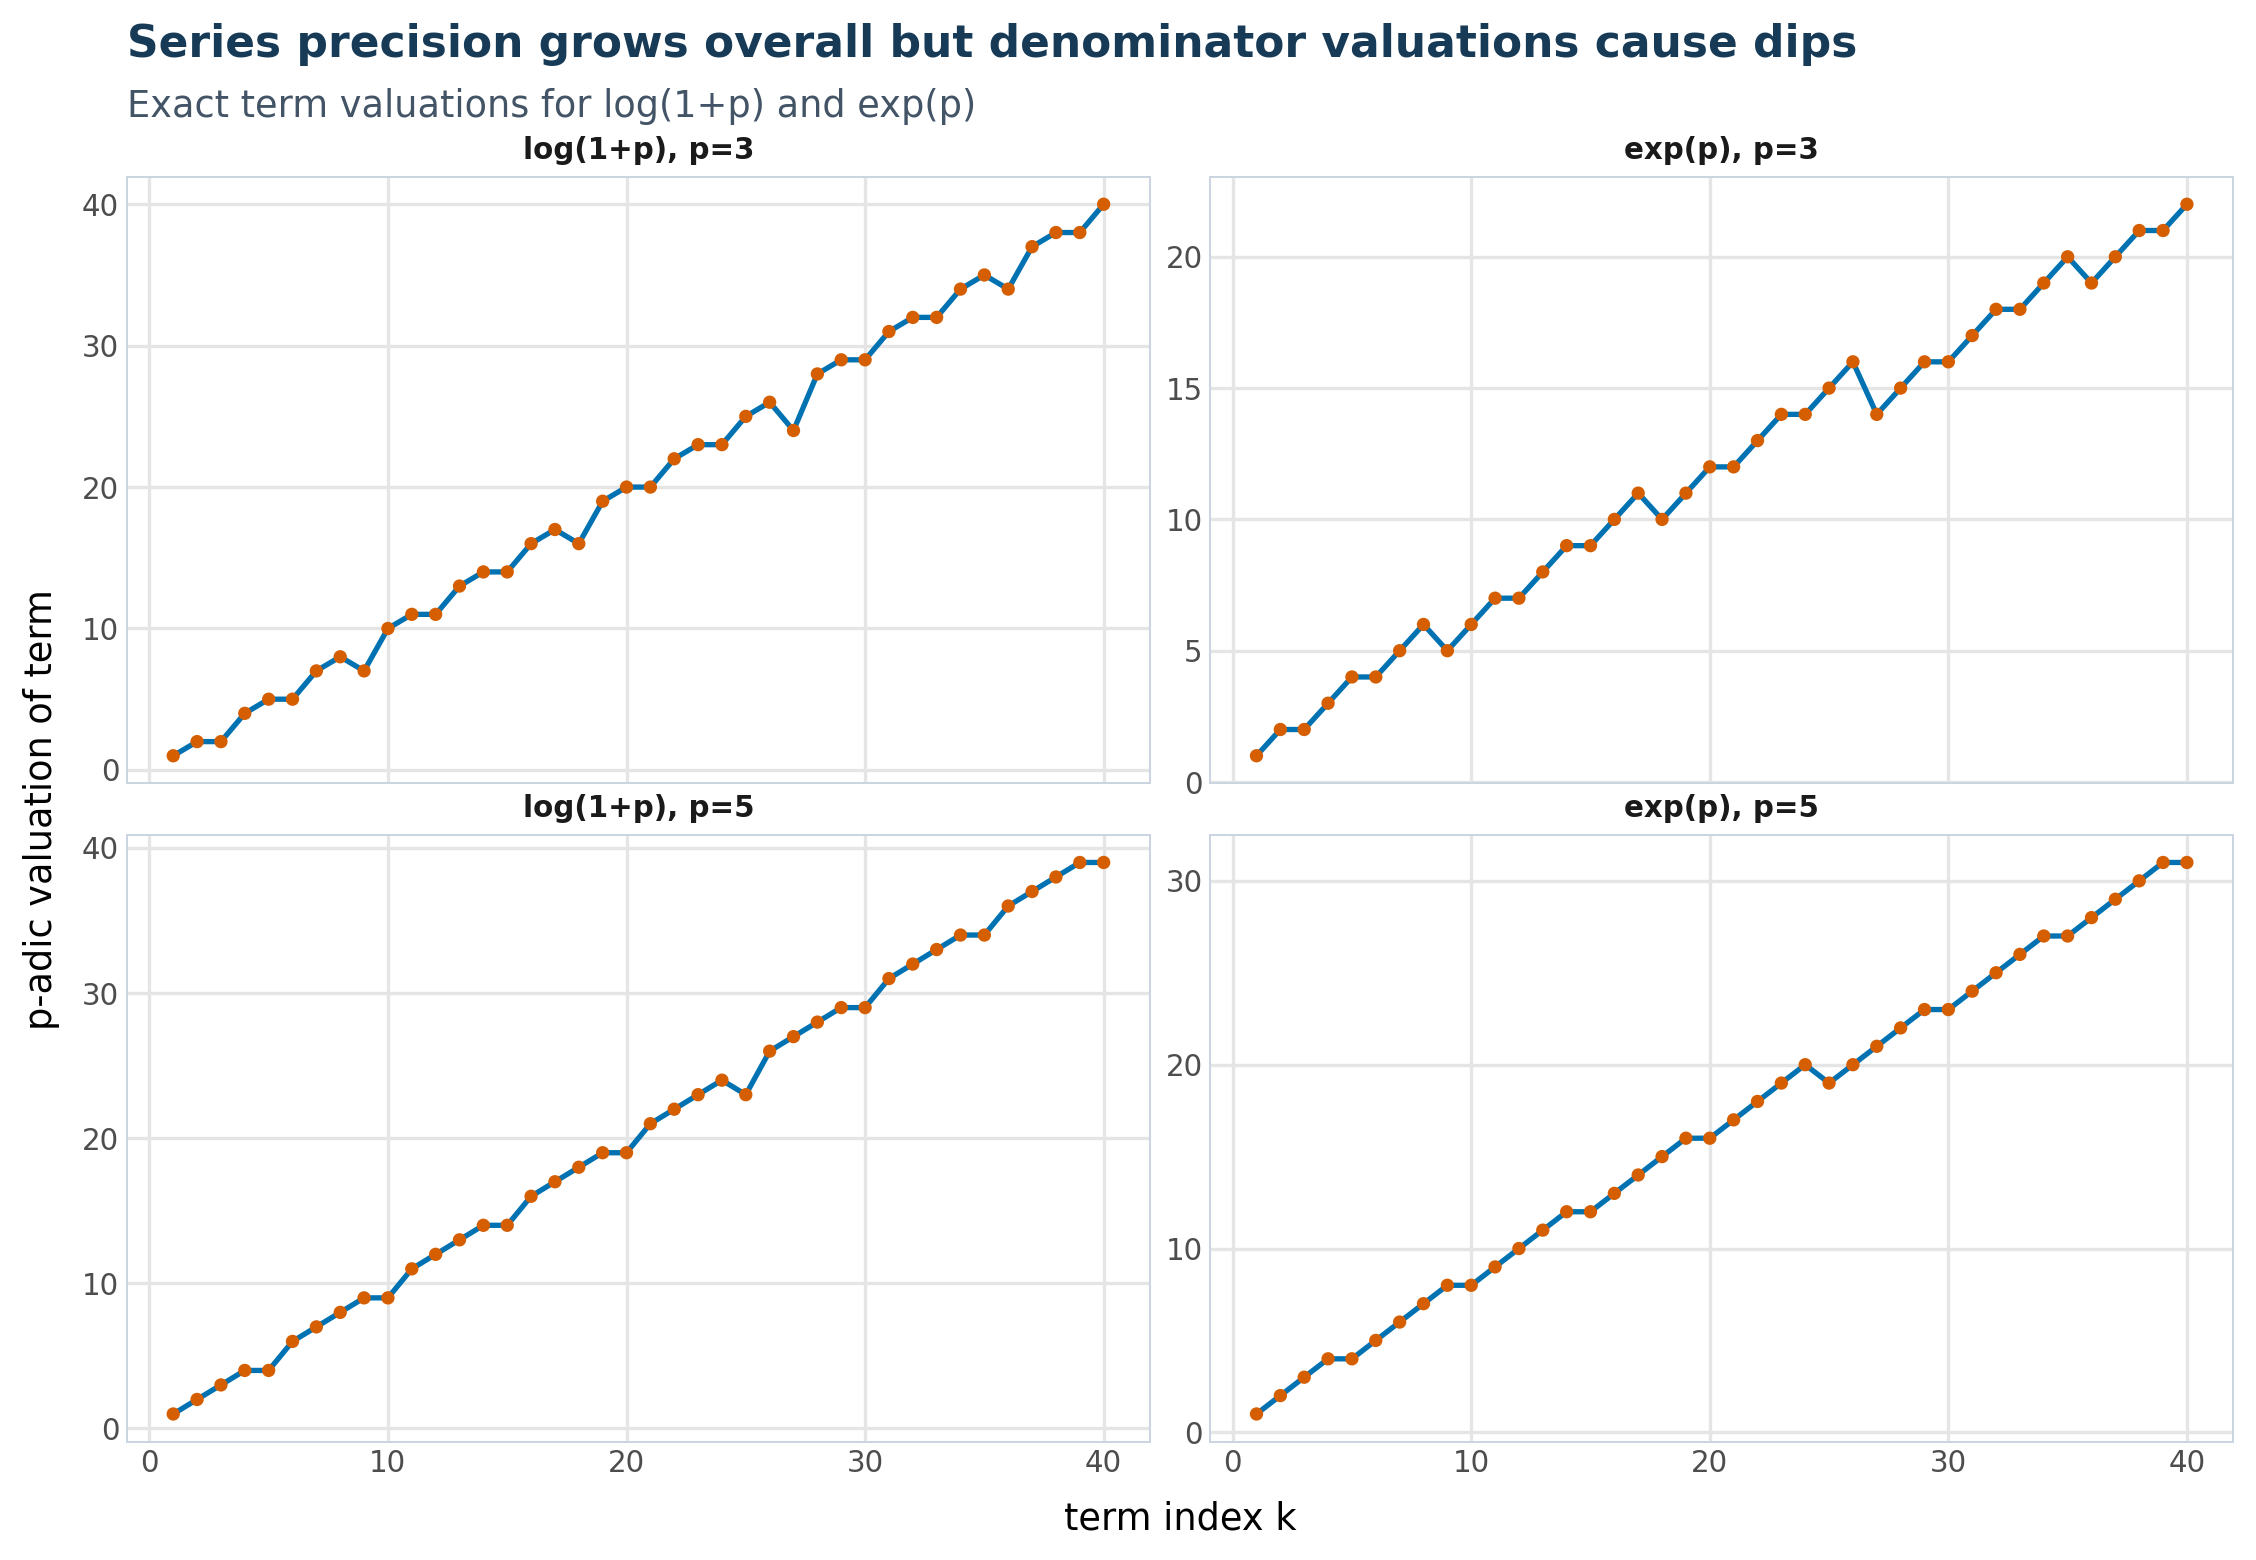 Series precision grows overall but denominator valuations cause dips
Exact term valuations for log(1+p) and exp(p)
log(1+p), p=3
40
30
20
10
0
exp(p), p=3
20
15
10
5
0
p-adic valuation of term
log(1+p), p=5
40
30
20
10
0
0 10 20 30 40
exp(p), p=5
30
20
10
0
0 10 20 30 40
term index k